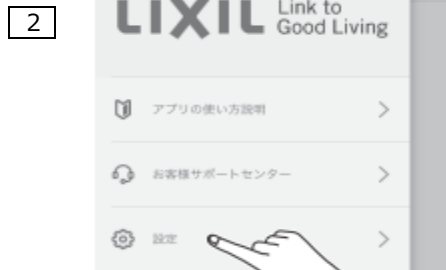 2
LIXIL
Link to
Good Living
アプリの使い方説明
お客様サポートセンター
設定